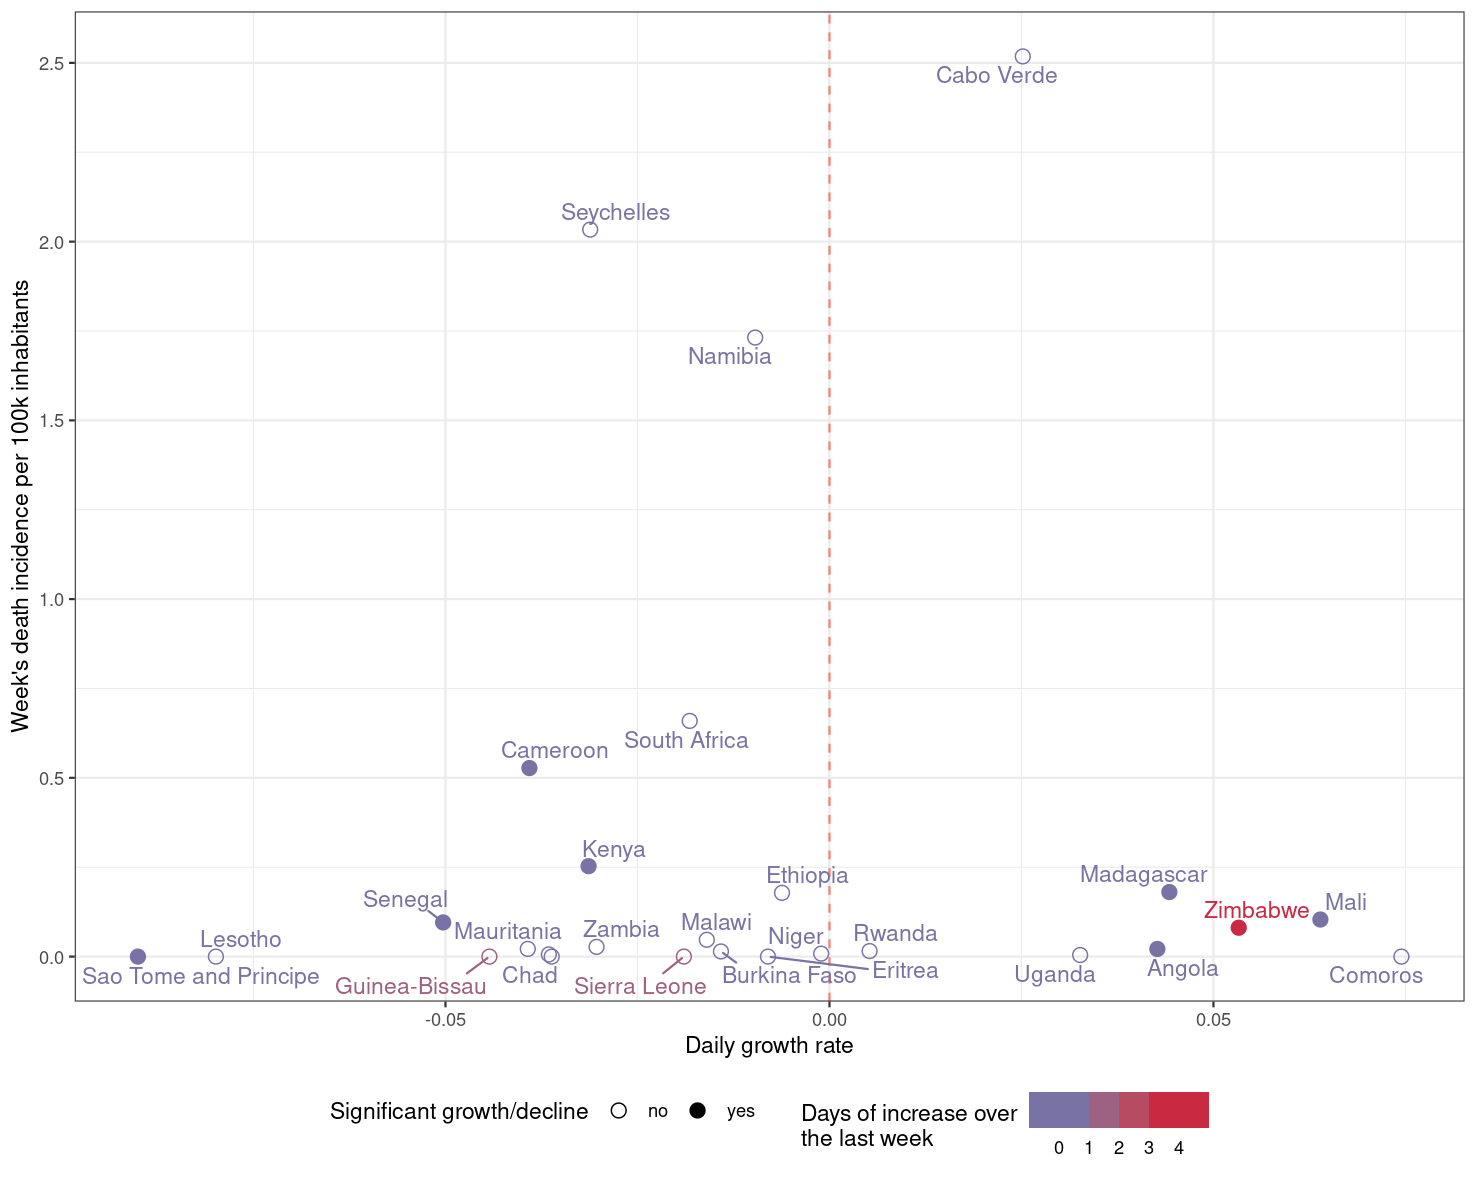 2.5
2.0
1.5
1.0
0.5
0.0
Week's death incidence per 100k inhabitants
Cabo Verde
Seychelles
Namibia
South Africa
Cameroon
Kenya
Ethiopia
Madagascar
Senegal
Mali
Zimbabwe
Mauritania
Zambia
Malawi
Niger
Rwanda
Lesotho
Sao Tome and Principe
Chad
Burkina Faso
Eritrea
Uganda
Angola
Comoros
Guinea-Bissau
Sierra Leone
-0.05
0.00
0.05
Daily growth rate
Significant growth/decline
no
yes
Days of increase over
the last week
0 1 2 3 4